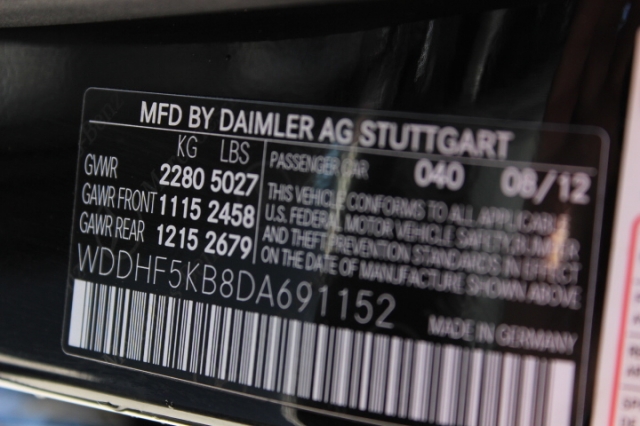 MFD BY DAIMLER AG STUTTGART
KG LBS
GVWR 2280 5027
GAWR FRONT 1115 2458
GAWR REAR 1215 2679
PASSENGER CAR 040 08/12
THIS VEHICLE CONFORMS TO ALL APPLICABLE
U.S. FEDERAL MOTOR VEHICLE SAFETY BUMPER
AND THEFT PREVENTION STANDARDS IN EFFECT
ON THE DATE OF MANUFACTURE SHOWN ABOVE
WDDHF5KB8DA691152
MADE IN GERMANY